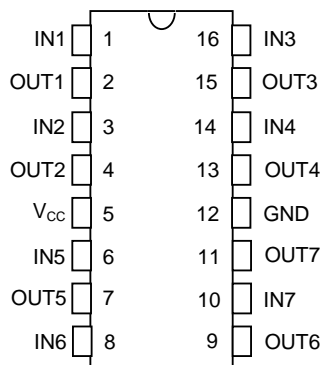 IN1 1 16 IN3
OUT1 2 15 OUT3
IN2 3 14 IN4
OUT2 4 13 OUT4
VCC 5 12 GND
IN5 6 11 OUT7
OUT5 7 10 IN7
IN6 8 9 OUT6